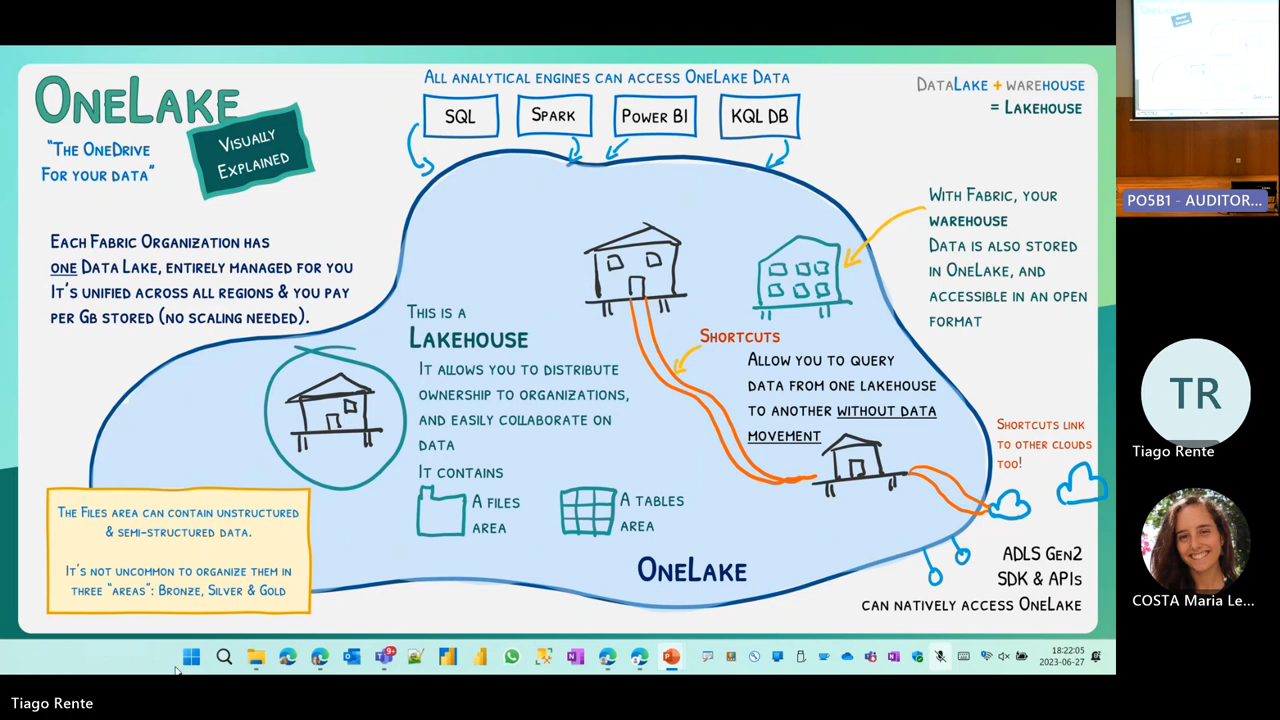 OneLake
"The OneDrive
For your data"
Visually
Explained
Each Fabric Organization has
one Data Lake, entirely managed for you
It's unified across all regions & you pay
per Gb stored (no scaling needed).
All analytical engines can access OneLake Data
SQL
Spark
Power BI
KQL DB
DataLake + warehouse
= Lakehouse
With Fabric, your
warehouse
Data is also stored
in OneLake, and
accessible in an open
format
This is a
Lakehouse
It allows you to distribute
ownership to organizations,
and easily collaborate on
data
It contains
A files
area
A tables
area
Shortcuts
Allow you to query
data from one lakehouse
to another without data
movement
Shortcuts link
to other clouds
too!
The Files area can contain unstructured
& semi-structured data.
It's not uncommon to organize them in
three "areas": Bronze, Silver & Gold
OneLake
ADLS Gen2
SDK & APIs
can natively access OneLake
9+
18:22:05
2023-06-27
PO5B1 - AUDITOR...
TR
Tiago Rente
COSTA Maria Le...
Tiago Rente